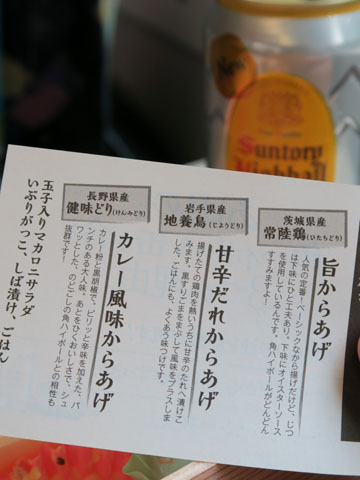 New
Suntory
Highball
茨城県産
常陸鶏(ひたちどり)
旨からあげ
人気の定番！ベーシックなから揚げだけど、じつ
は下味にひと工夫あり。下味にオイスターソース
を使用しているんです。角ハイボールがどんどん
すすみますよー！
岩手県産
地養鳥(じようどり)
甘辛だれからあげ
揚げたての鶏肉を熱いうちに甘辛のたれへ漬けこ
みます。黒すりごまをまぶして風味をプラスしま
した。ごはんにも、よくあう味つけです。
長野県産
健味どり(けんみどり)
カレー風味からあげ
カレー粉に黒胡椒で、ピリッと辛味を加えた、パ
ンチのある大人味。あとをひくおいしさで、シュ
ワッとした、のどごしの角ハイボールとの相性も
抜群です！
玉子入りマカロニサラダ
いぶりがっこ、しば漬け、ごはん